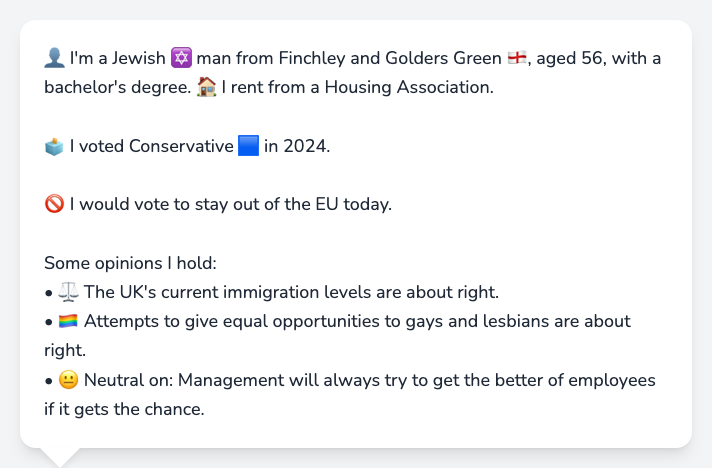 👤 I'm a Jewish ✡️ man from Finchley and Golders Green 🏴󠁧󠁢󠁥󠁮󠁧󠁿, aged 56, with a
bachelor's degree. 🏠 I rent from a Housing Association.
🗳️ I voted Conservative 🟦 in 2024.
🚫 I would vote to stay out of the EU today.
Some opinions I hold:
• ⚖️ The UK's current immigration levels are about right.
• 🏳️‍🌈 Attempts to give equal opportunities to gays and lesbians are about
right.
• 😐 Neutral on: Management will always try to get the better of employees
if it gets the chance.